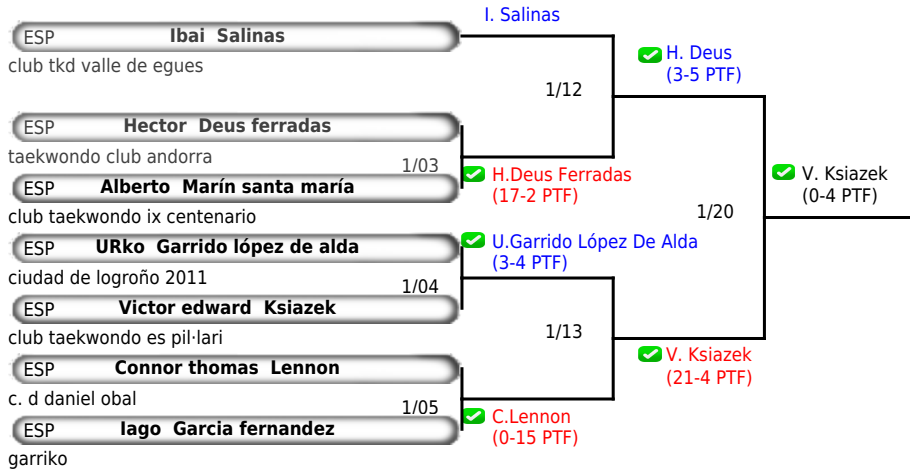 I. Salinas
ESP Ibai Salinas
club tkd valle de egues
H. Deus
(3-5 PTF)
1/12
ESP Hector Deus ferradas
taekwondo club andorra
1/03
H.Deus Ferradas
(17-2 PTF)
V. Ksiazek
(0-4 PTF)
ESP Alberto Marín santa maría
club taekwondo ix centenario
1/20
ESP URko Garrido lópez de alda
U.Garrido López De Alda
(3-4 PTF)
ciudad de logroño 2011
1/04
ESP Victor edward Ksiazek
club taekwondo es pil·lari
1/13
V. Ksiazek
(21-4 PTF)
ESP Connor thomas Lennon
c. d daniel obal
1/05
C.Lennon
(0-15 PTF)
ESP Iago Garcia fernandez
garriko